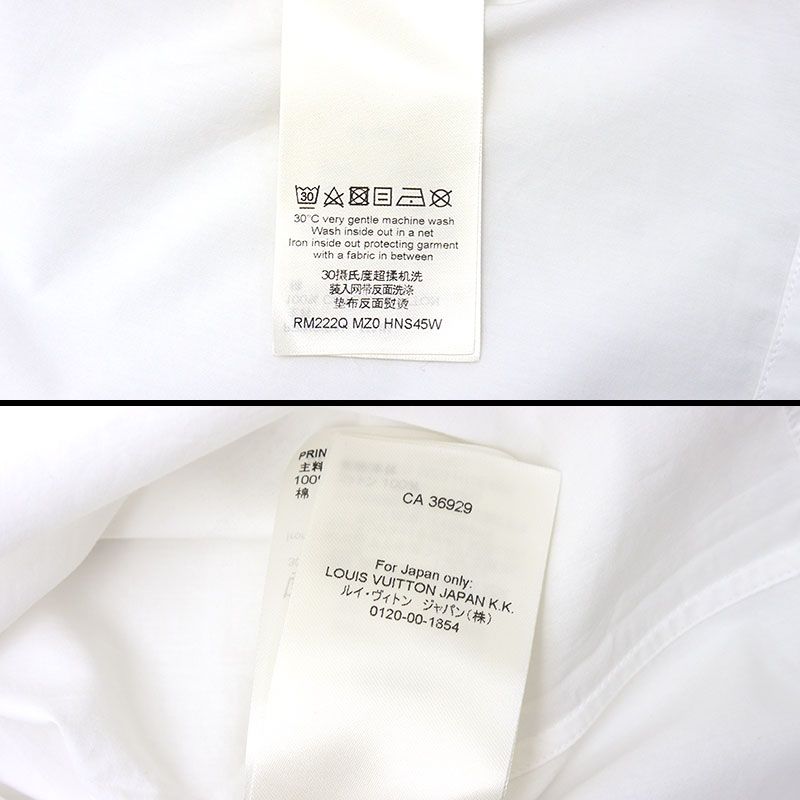 30
30°C very gentle machine wash
Wash inside out in a net
Iron inside out protecting garment
with a fabric in between
30摄氏度超揉机洗
装入网带反面洗涤
垫布反面熨烫
RM222Q MZ0 HNS45W
PRIN
主料
100%
棉
CA 36929
For Japan only:
LOUIS VUITTON JAPAN K.K.
ルイ・ヴィトン ジャパン(株)
0120-00-1854